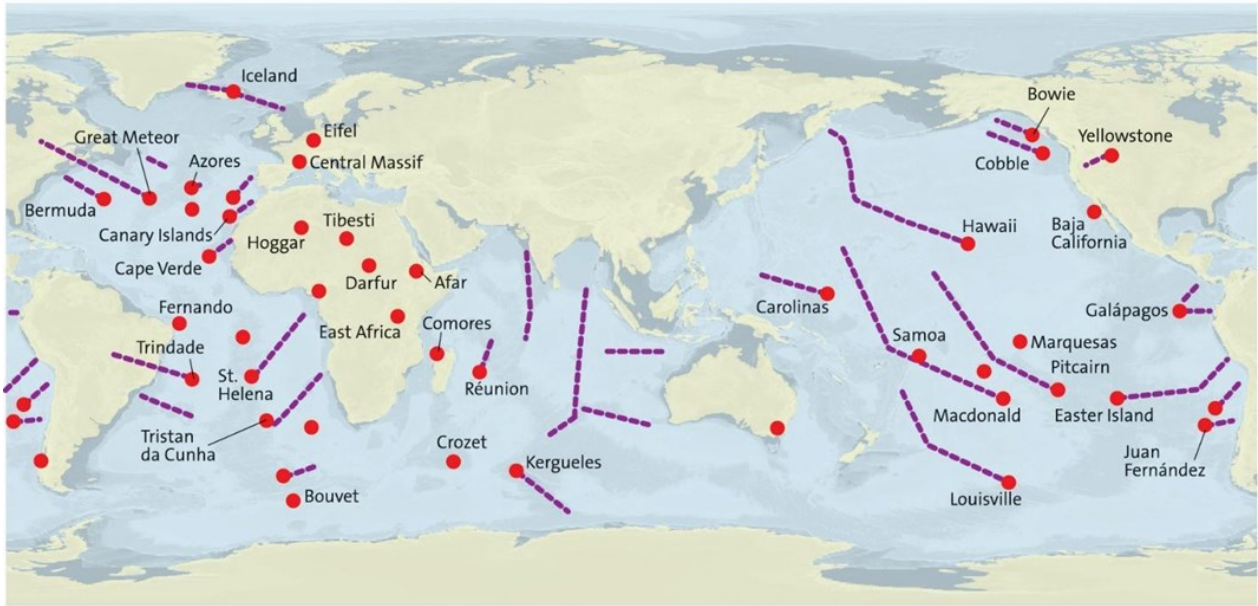 Iceland
Bowie
Great Meteor
Eifel
Yellowstone
Azores
Central Massif
Cobble
Bermuda
Canary Islands
Tibesti
Hoggar
Hawaii
Baja
California
Cape Verde
Darfur
Afar
Carolinas
Fernando
East Africa
Comores
Galápagos
Trindade
Samoa
Marquesas
St.
Helena
Réunion
Pitcairn
Macdonald
Easter Island
Tristan
da Cunha
Crozet
Kergueles
Juan
Fernández
Bouvet
Louisville